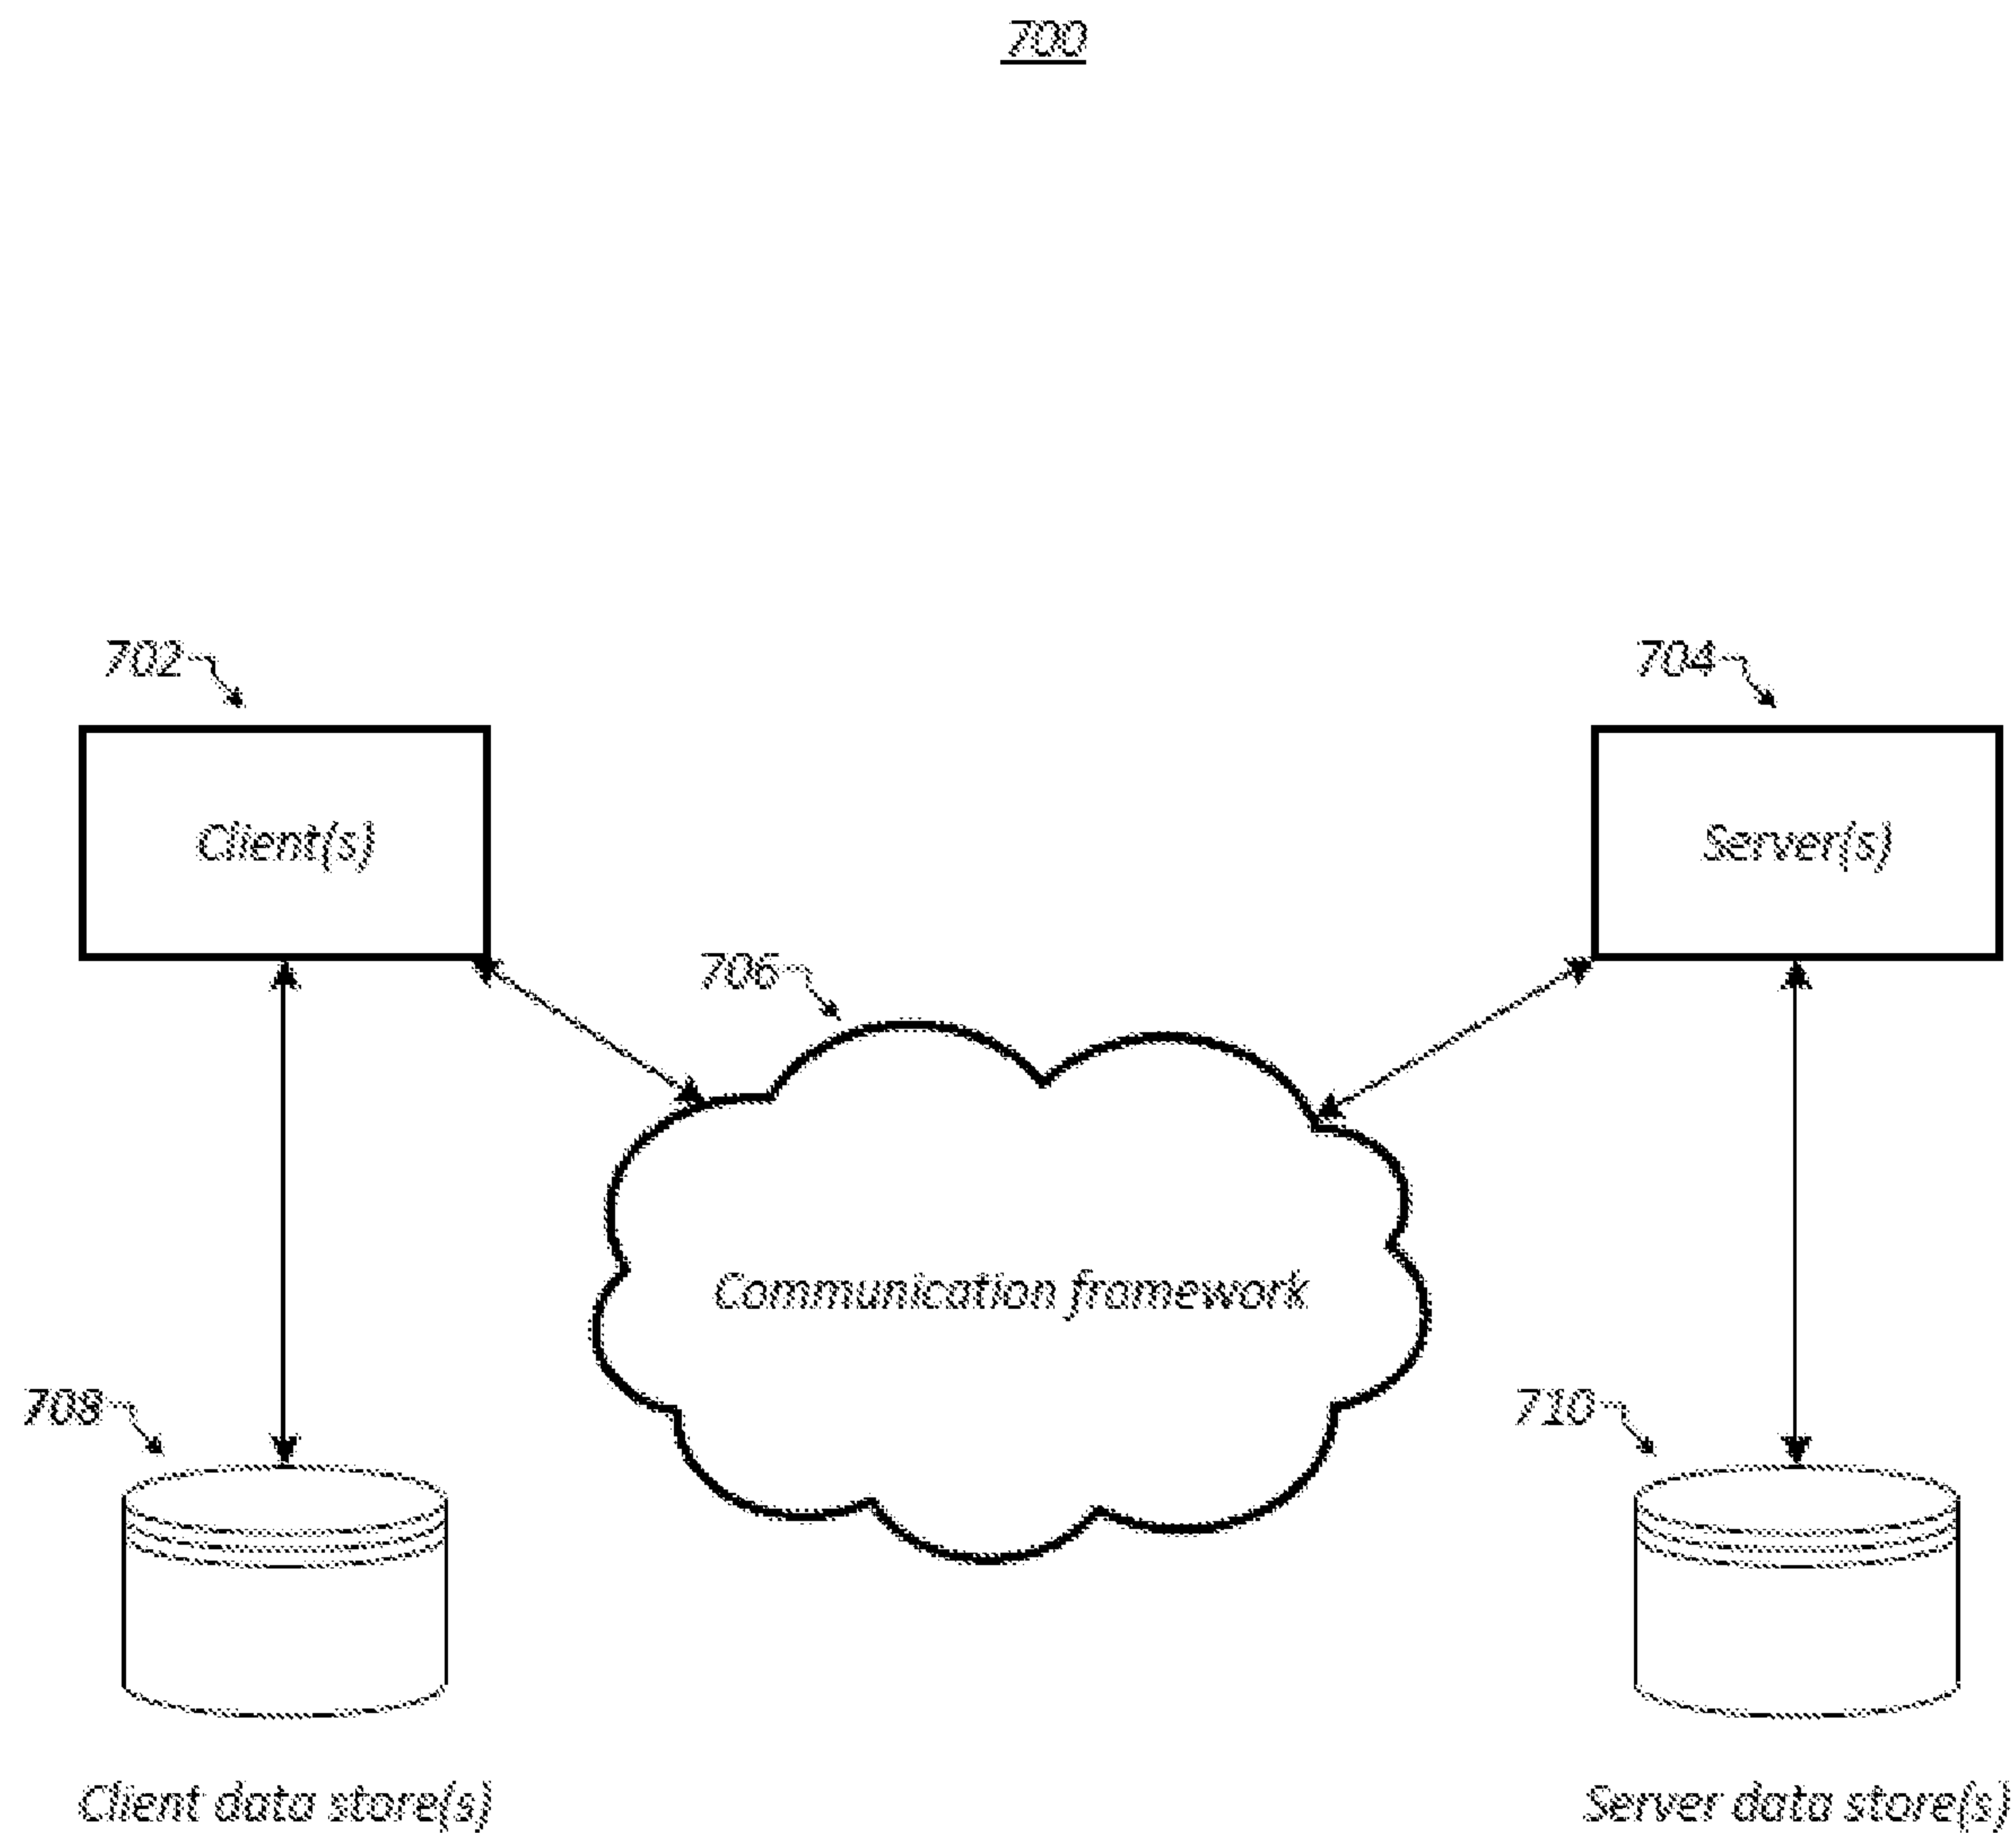 700
702
704
Client(s)
Server(s)
706
Communication framework
708
710
Client data store(s)
Server data store(s)